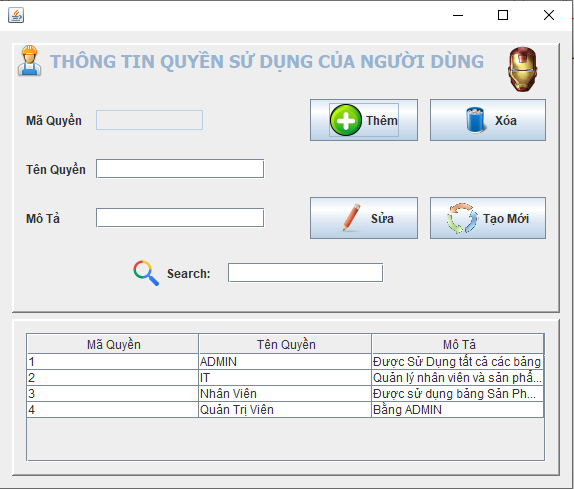 THÔNG TIN QUYỀN SỬ DỤNG CỦA NGƯỜI DÙNG
Mã Quyền
Thêm
Xóa
Tên Quyền
Mô Tả
Sửa
Tạo Mới
Search:
Mã Quyền Tên Quyền Mô Tả
1 ADMIN Được Sử Dụng tất cả các bảng
2 IT Quản lý nhân viên và sản phẩ...
3 Nhân Viên Được sử dụng bảng Sản Ph...
4 Quản Trị Viên Bằng ADMIN